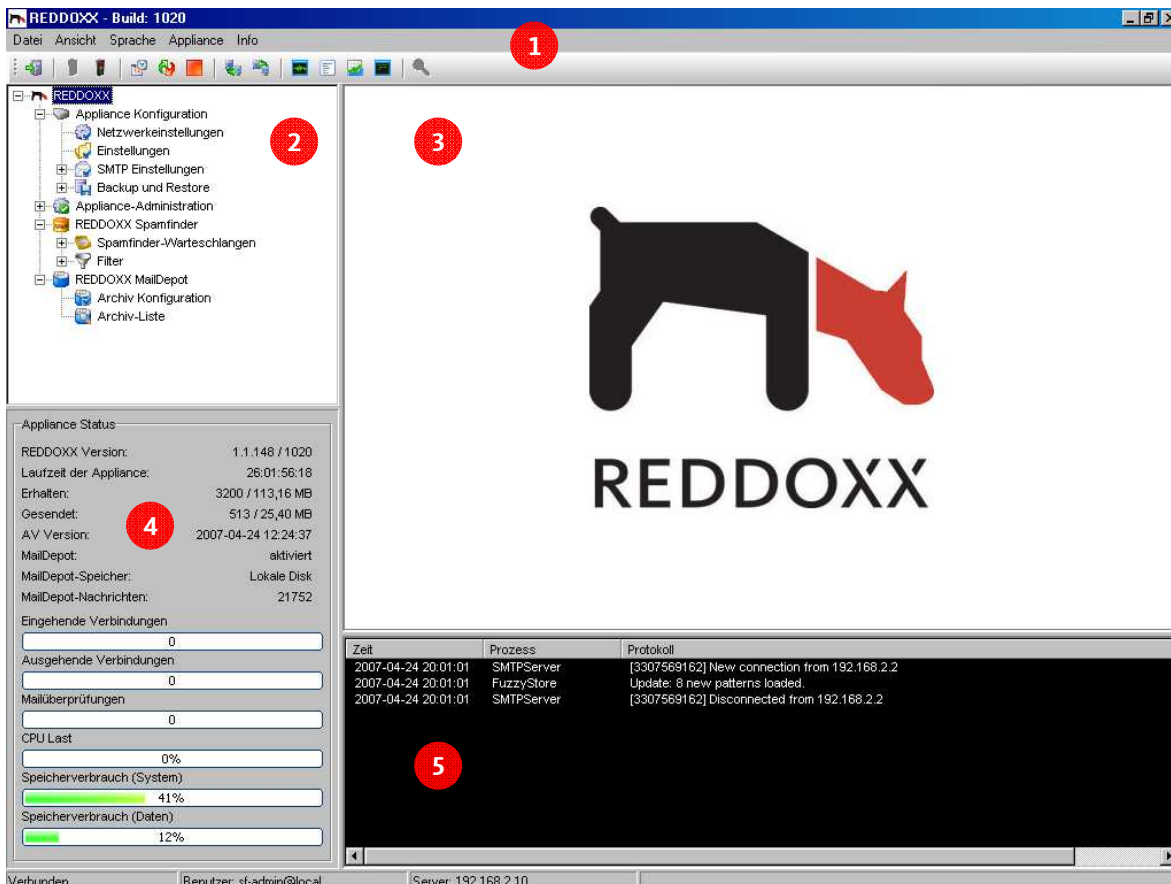 REDDOXX - Build: 1020
Datei Ansicht Sprache Appliance Info
1
REDDOXX
Appliance Konfiguration
Netzwerkeinstellungen
Einstellungen
SMTP Einstellungen
Backup und Restore
Appliance-Administration
REDDOXX Spamfinder
Spamfinder-Warteschlangen
Filter
REDDOXX MailDepot
Archiv Konfiguration
Archiv-Liste
2
3
REDDOXX
Appliance Status
REDDOXX Version: 1.1.148 / 1020
Laufzeit der Appliance: 26:01:56:18
Erhalten: 3200 / 113,16 MB
Gesendet: 513 / 25,40 MB
AV Version: 2007-04-24 12:24:37
MailDepot: aktiviert
MailDepot-Speicher: Lokale Disk
MailDepot-Nachrichten: 21752
4
Eingehende Verbindungen
0
Ausgehende Verbindungen
0
Mailüberprüfungen
0
CPU Last
0%
Speicherverbrauch (System)
41%
Speicherverbrauch (Daten)
12%
Zeit Prozess Protokoll
2007-04-24 20:01:01 SMTPServer [3307569162] New connection from 192.168.2.2
2007-04-24 20:01:01 FuzzyStore Update: 8 new patterns loaded.
2007-04-24 20:01:01 SMTPServer [3307569162] Disconnected from 192.168.2.2
5
Verbunden Benutzer: sf-admin@local Server: 192.168.2.10